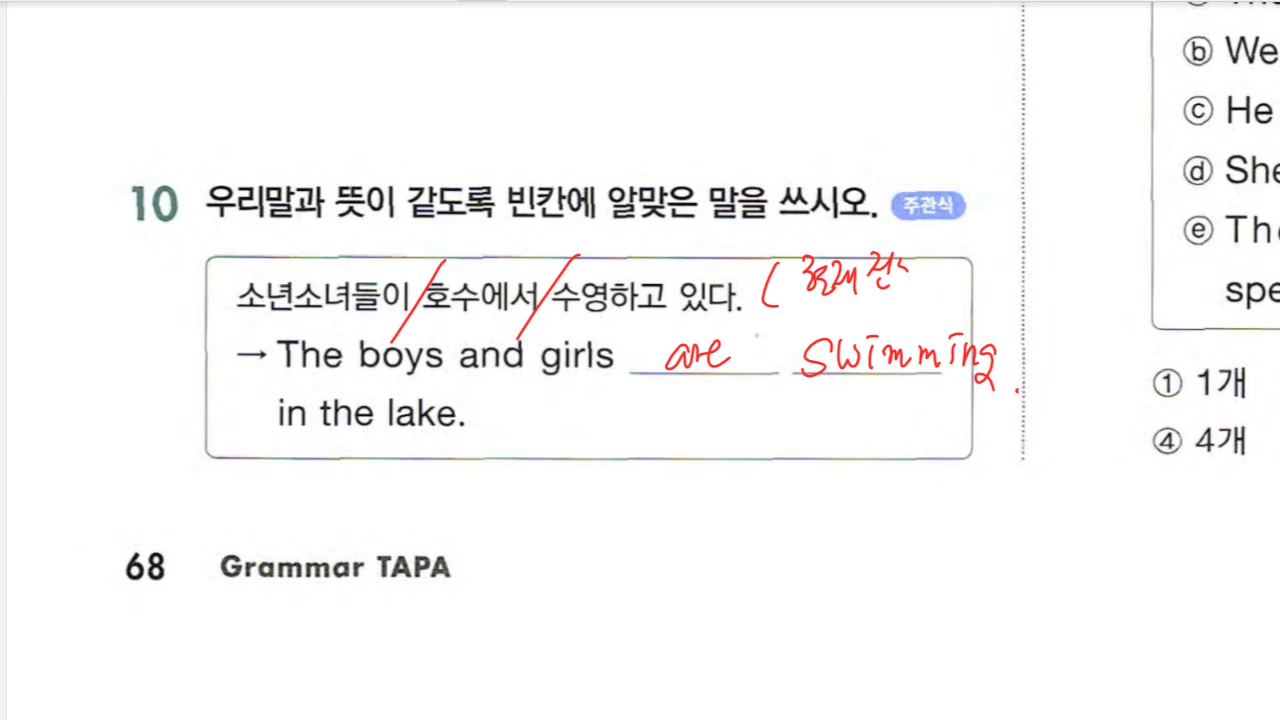 10 우리말과 뜻이 같도록 빈칸에 알맞은 말을 쓰시오. 주관식
소년소녀들이 호수에서 수영하고 있다. (현재진
→ The boys and girls are swimming.
in the lake.
68 Grammar TAPA
ⓑ We
ⓒ He
ⓓ She
ⓔ The
spe
① 1개
④ 4개